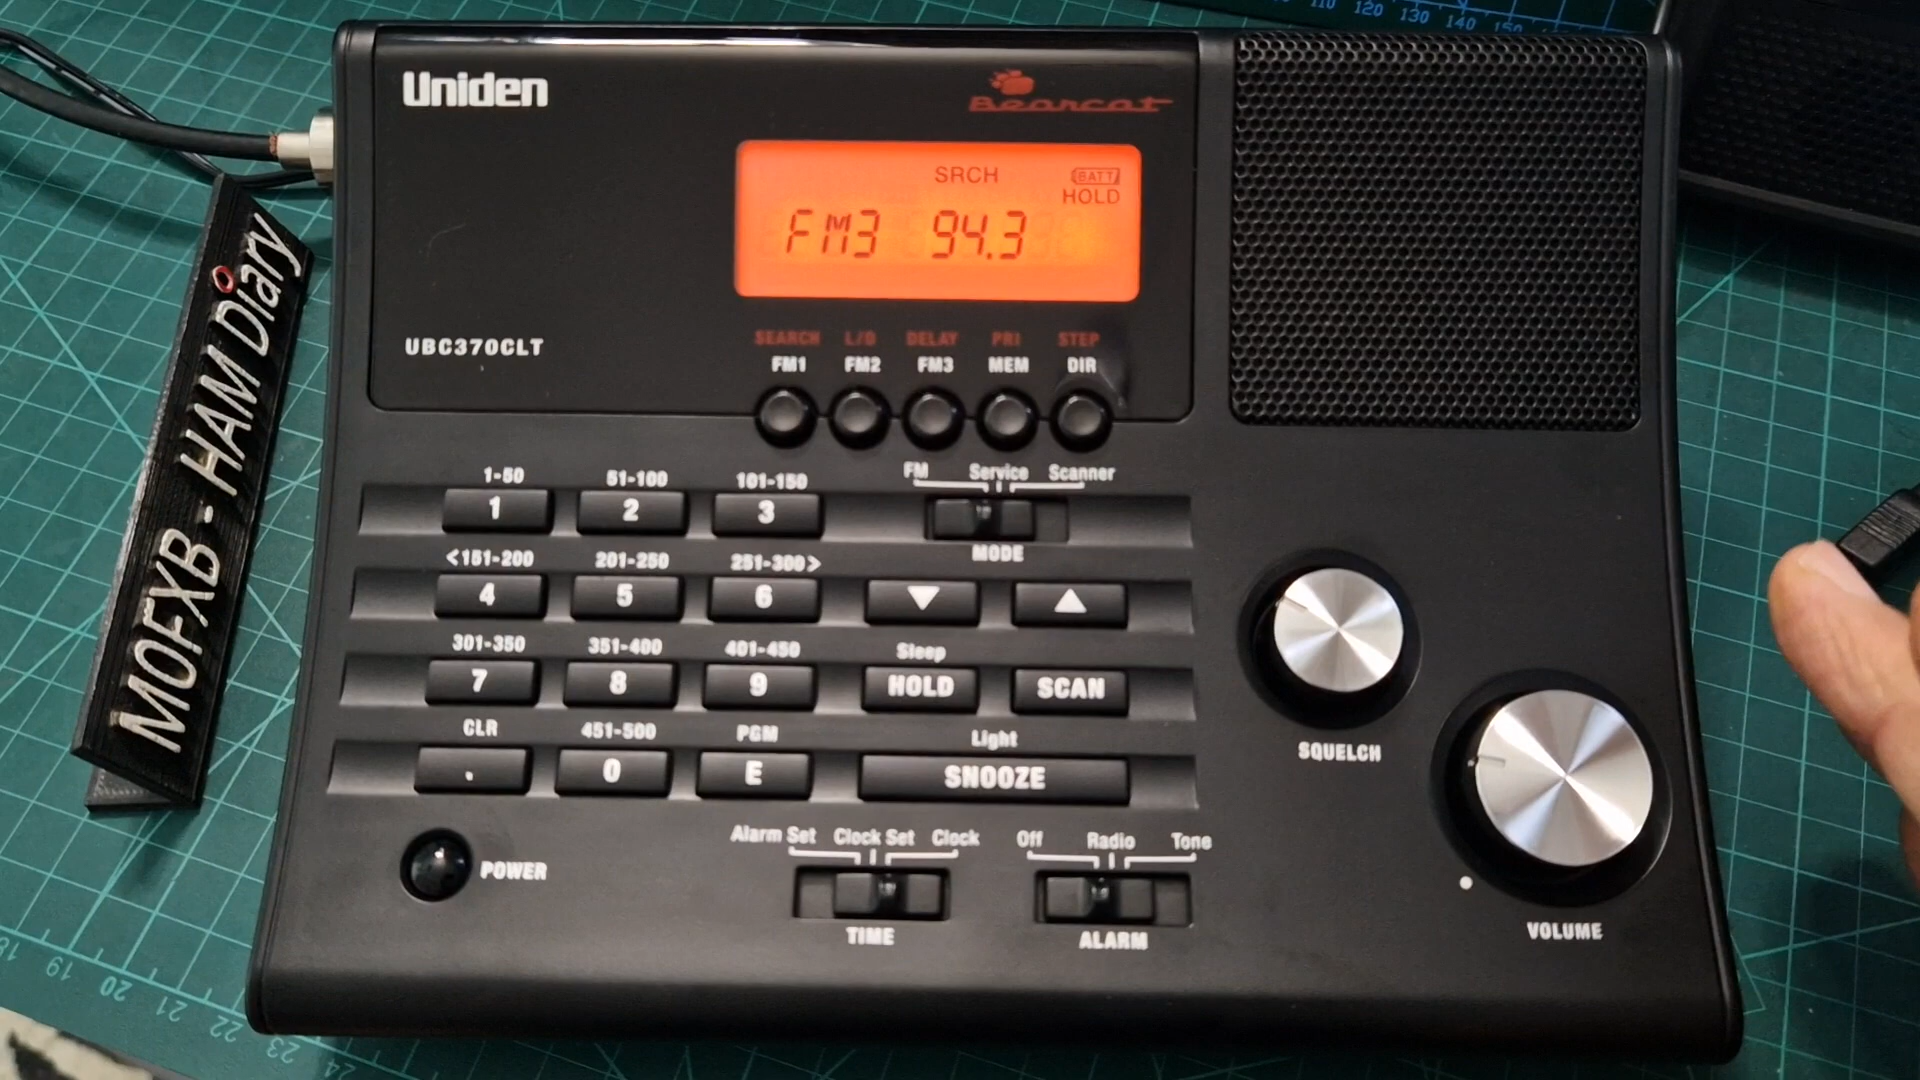 110 120 130 140 150
Uniden
Bearcat
SRCH
BATT
HOLD
FM3 94.3
UBC370CLT
SEARCH L/O DELAY PRI STEP
FM1 FM2 FM3 MEM DIR
FM Service Scanner
MODE
1-50 51-100 101-150
1 2 3
<151-200 201-250 251-300>
4 5 6 ▼ ▲
301-350 351-400 401-450 Sleep
7 8 9 HOLD SCAN
CLR 451-500 PGM Light
. 0 E SNOOZE
SQUELCH
VOLUME
POWER
Alarm Set Clock Set Clock
TIME
Off Radio Tone
ALARM
M0FXB - HAM Diary
18 19 20 21 22 23 24